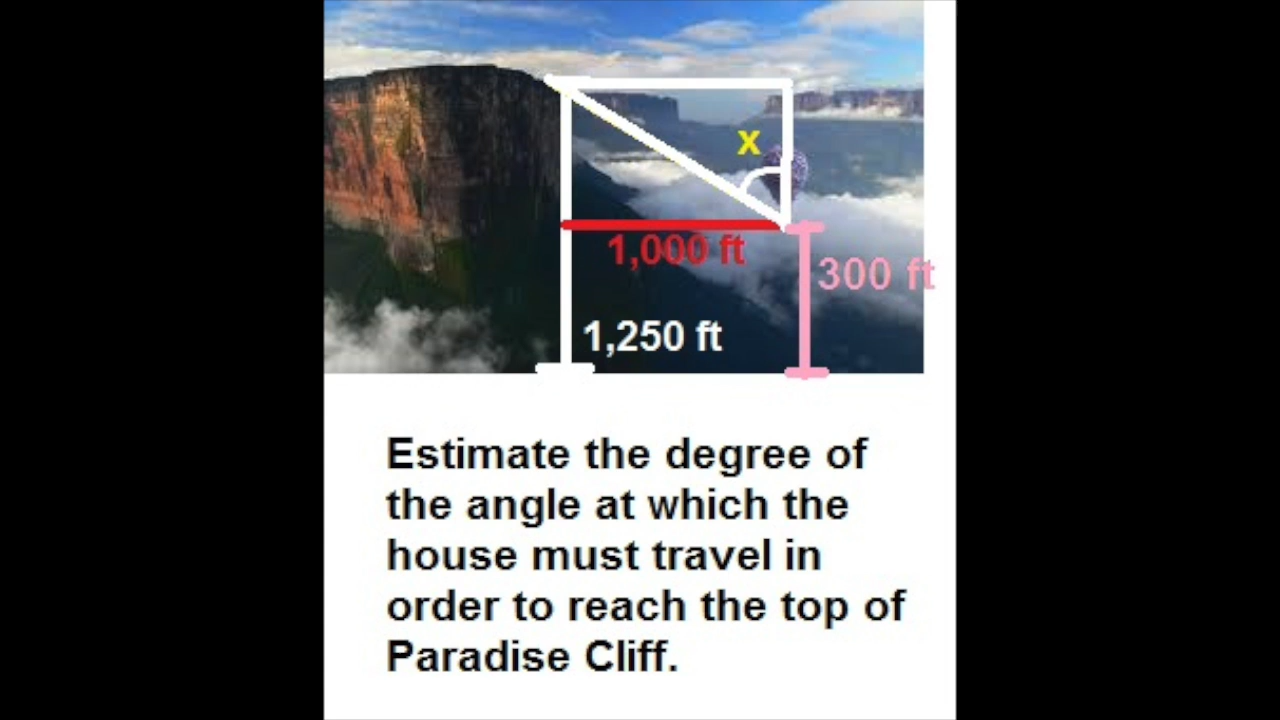 x
1,000 ft
300 ft
1,250 ft
Estimate the degree of
the angle at which the
house must travel in
order to reach the top of
Paradise Cliff.